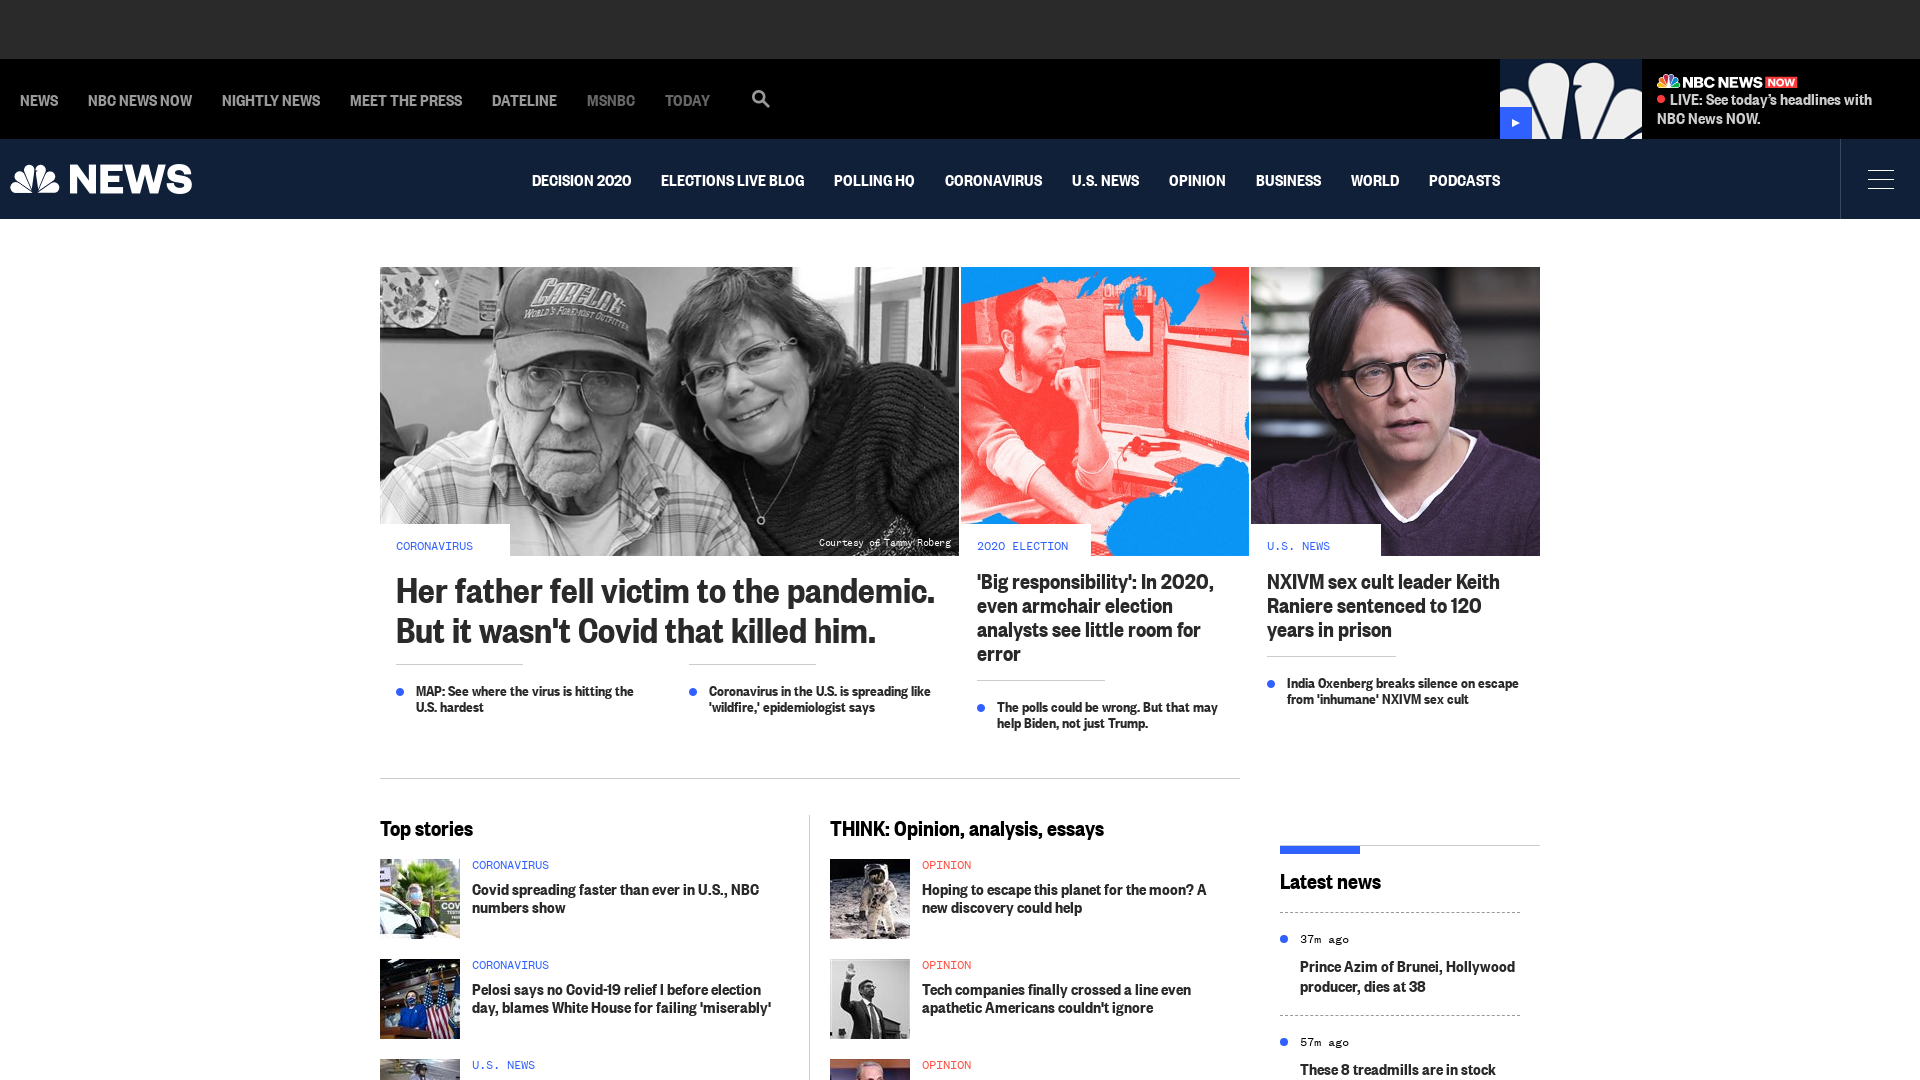 NEWS NBC NEWS NOW NIGHTLY NEWS MEET THE PRESS DATELINE MSNBC TODAY
NBC NEWS NOW
LIVE: See today's headlines with
NBC News NOW.
NEWS
DECISION 2020 ELECTIONS LIVE BLOG POLLING HQ CORONAVIRUS U.S. NEWS OPINION BUSINESS WORLD PODCASTS
CABELA'S
WORLD'S FOREMOST OUTFITTER
Courtesy of Tammy Roberg
CORONAVIRUS
Her father fell victim to the pandemic.
But it wasn't Covid that killed him.
MAP: See where the virus is hitting the
U.S. hardest
Coronavirus in the U.S. is spreading like
'wildfire,' epidemiologist says
2020 ELECTION
'Big responsibility': In 2020,
even armchair election
analysts see little room for
error
The polls could be wrong. But that may
help Biden, not just Trump.
U.S. NEWS
NXIVM sex cult leader Keith
Raniere sentenced to 120
years in prison
India Oxenberg breaks silence on escape
from 'inhumane' NXIVM sex cult
Top stories
CORONAVIRUS
Covid spreading faster than ever in U.S., NBC
numbers show
CORONAVIRUS
Pelosi says no Covid-19 relief l before election
day, blames White House for failing 'miserably'
U.S. NEWS
THINK: Opinion, analysis, essays
OPINION
Hoping to escape this planet for the moon? A
new discovery could help
OPINION
Tech companies finally crossed a line even
apathetic Americans couldn't ignore
OPINION
Latest news
37m ago
Prince Azim of Brunei, Hollywood
producer, dies at 38
57m ago
These 8 treadmills are in stock